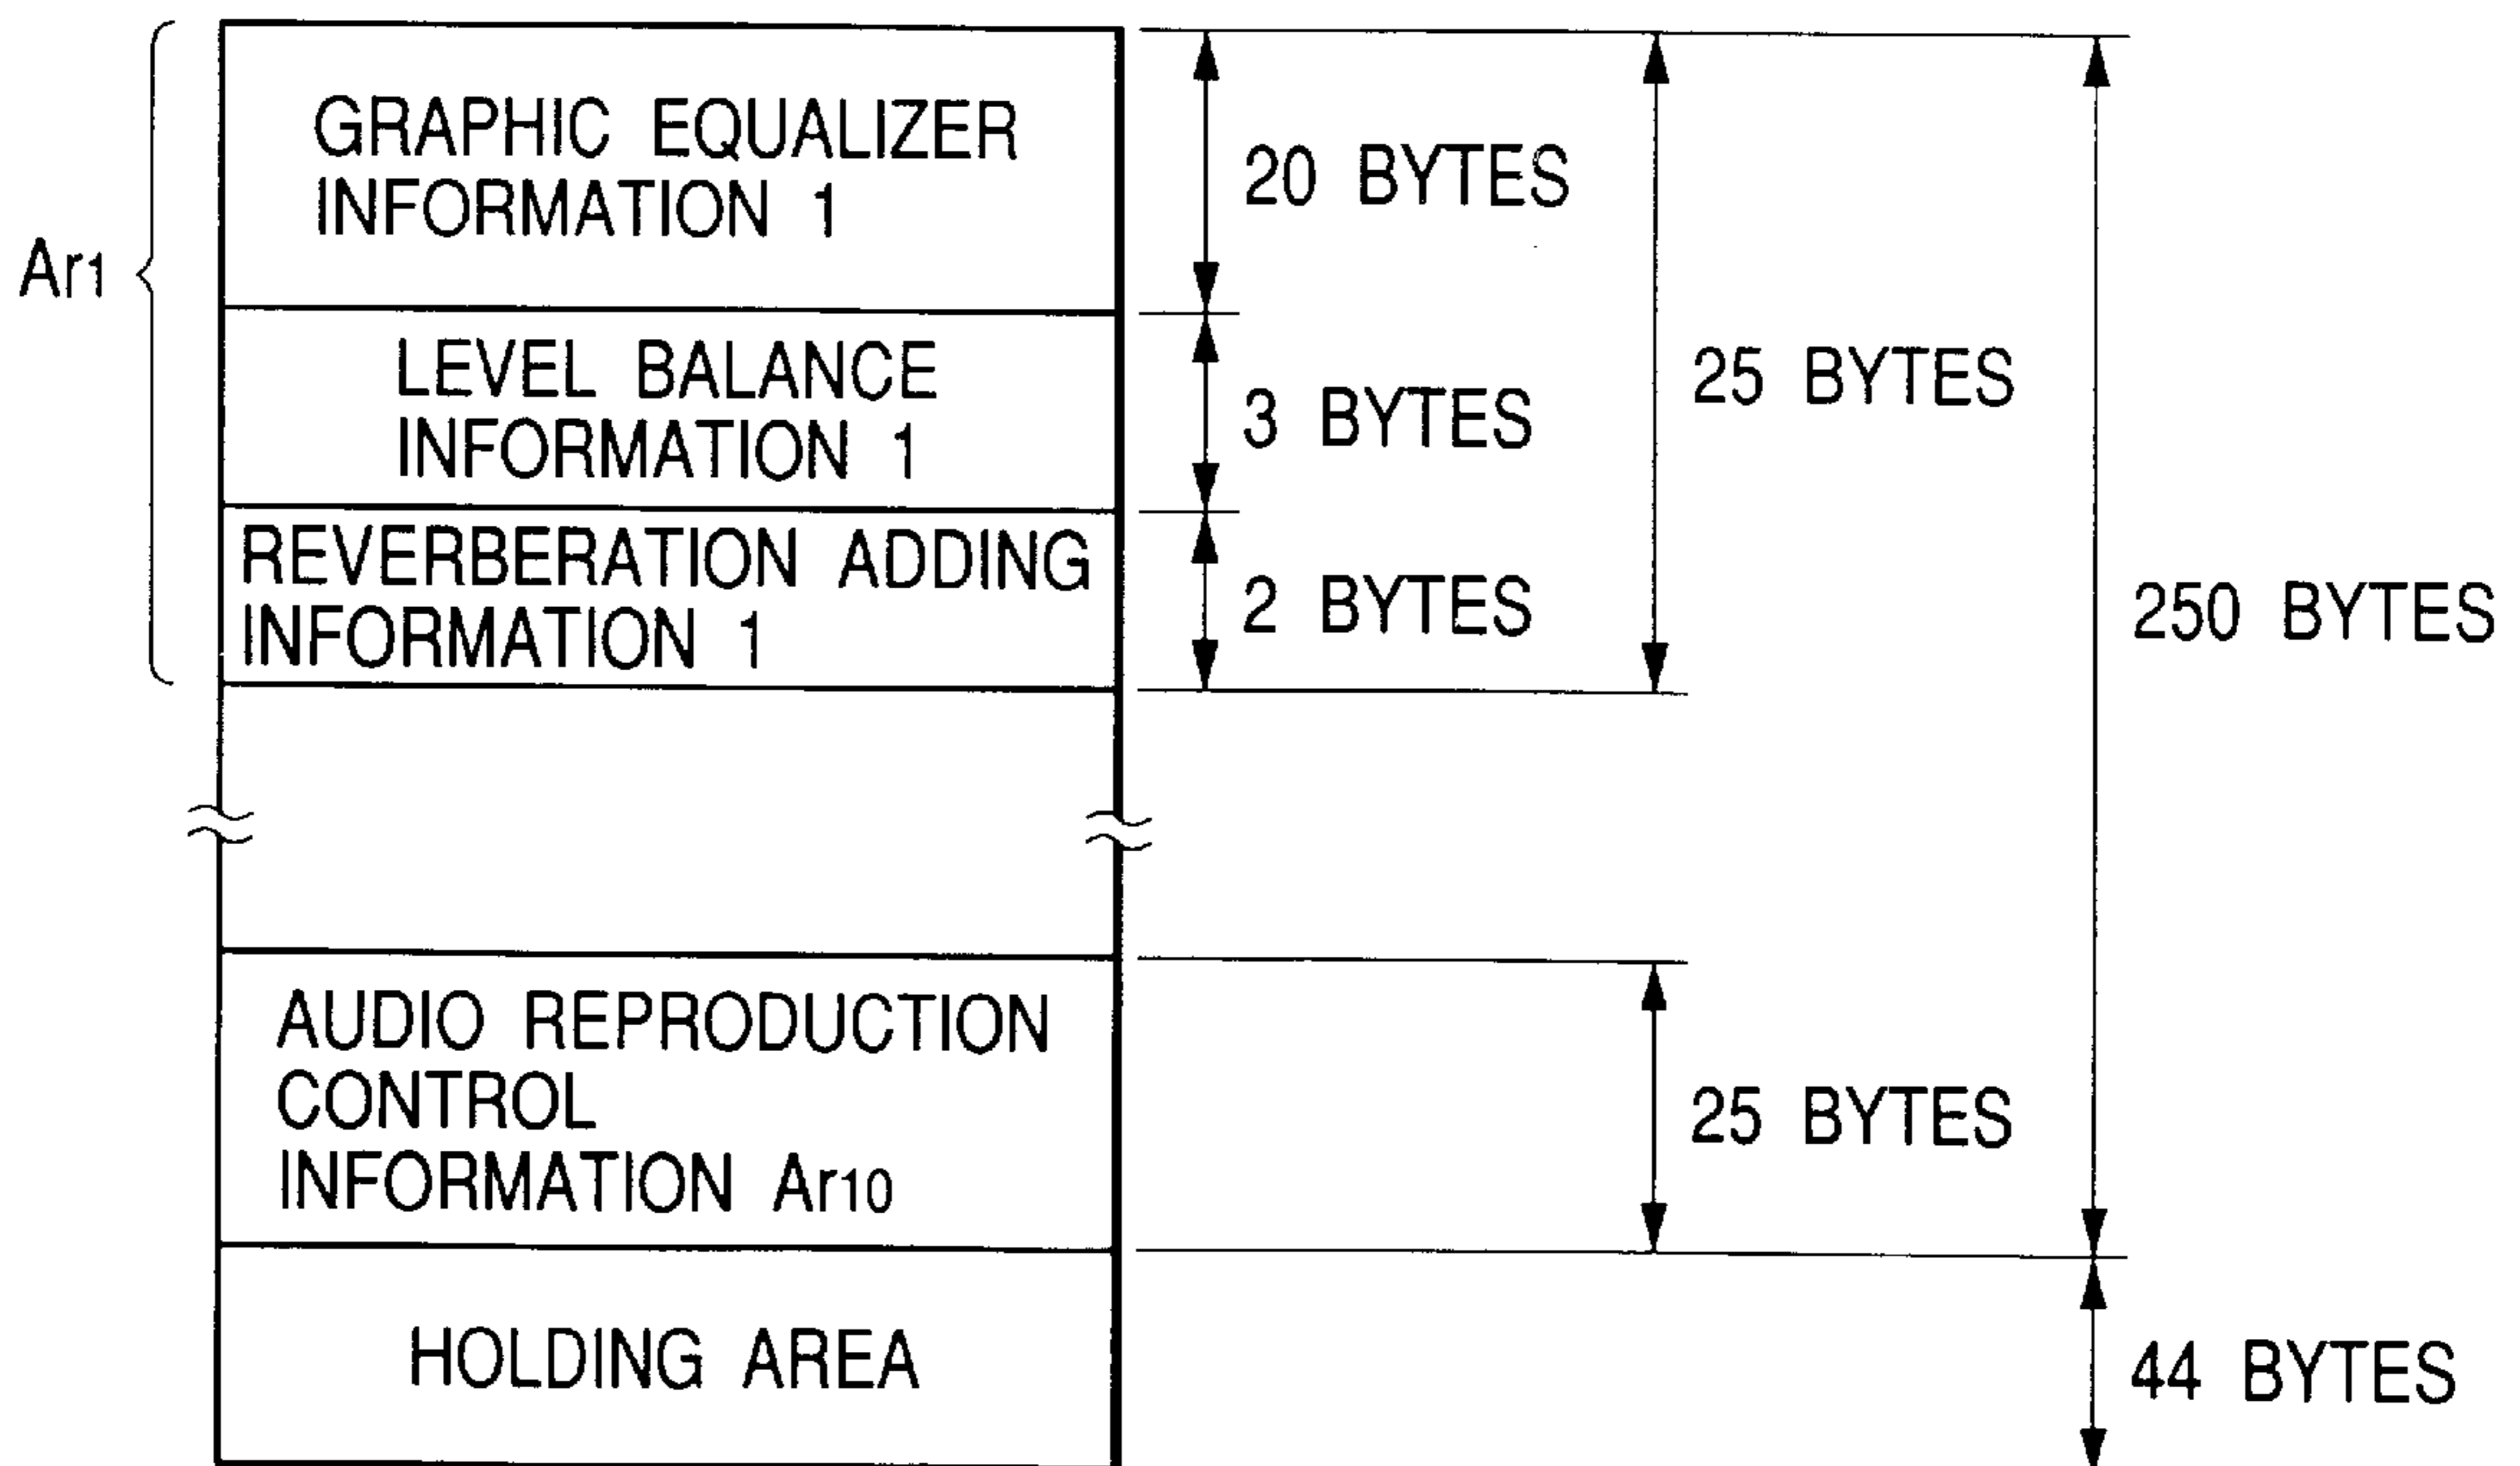 GRAPHIC EQUALIZER
INFORMATION 1
20 BYTES
Ar1
LEVEL BALANCE
INFORMATION 1
3 BYTES
25 BYTES
REVERBERATION ADDING
INFORMATION 1
2 BYTES
250 BYTES
AUDIO REPRODUCTION
CONTROL
INFORMATION Ar10
25 BYTES
HOLDING AREA
44 BYTES